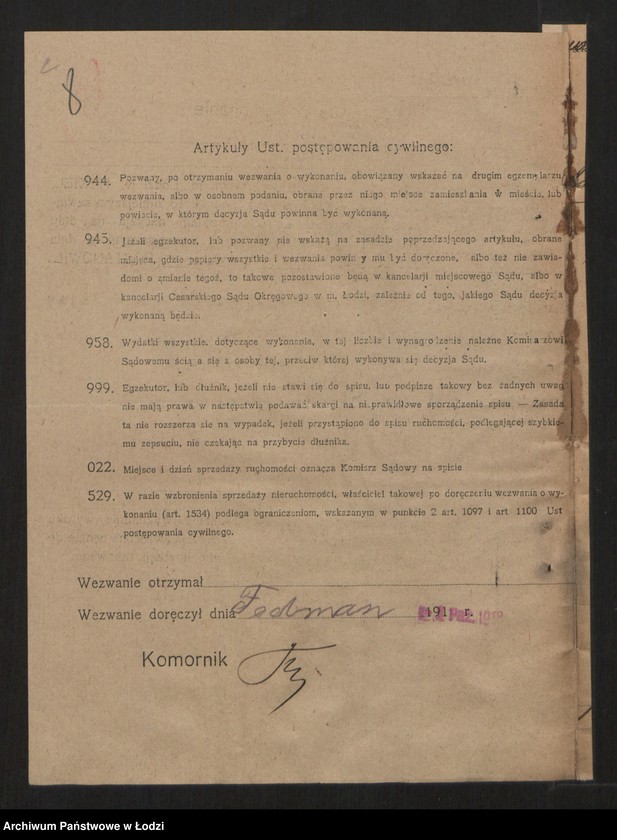 8
Artykuły Ust. postępowania cywilnego:
944. Pozwany, po otrzymaniu wezwania o wykonaniu, obowiązany wskazać na drugim egzemplarzu
wezwania, albo w osobnem podaniu, obrane przez niego miejsce zamieszkania w mieście, lub
powiecie, w którym decyzja Sądu powinna być wykonaną.
945. Jeżeli egzekutor, lub pozwany nie wskażą na zasadzie poprzedzającego artykułu, obrane
miejsca, gdzie papiery wszystkie i wezwania powinny mu być doręczone, albo też nie zawia-
domi o zmianie tegoż, to takowe pozostawione będą w kancelarji miejscowego Sądu, albo w
kancelarji Cesarskiego Sądu Okręgowego w m. Łodzi, zależnie od tego, jakiego Sądu decyzja
wykonaną będzie.
958. Wydatki wszystkie, dotyczące wykonania, w tej liczbie i wynagrodzenie należne Komisarzowi
Sądowemu ścią a się z osoby tej, przeciw której wykonywa się decyzja Sądu.
999. Egzekutor, lub dłużnik, jeżeli nie stawi się do spisu, lub podpisze takowy bez żadnych uwag
nie mają prawa w następstwie podawać skargi na nieprawidłowe sporządzenie spisu — Zasada
ta nie rozszerza się na wypadek, jeżeli przystąpiono do spisu ruchomości, podlegającej szybkie-
mu zepsuciu, nie czekając na przybycia dłużnika.
022. Miejsce i dzień sprzedaży ruchomości oznacza Komisarz Sądowy na spisie
529. W razie wzbronienia sprzedaży nieruchomości, właściciel takowej po doręczeniu wezwania o wy-
konaniu (art. 1534) podlega ograniczeniom, wskazanym w punkcie 2 art. 1097 i art 1100 Ust
postępowania cywilnego.
Wezwanie otrzymał
Wezwanie doręczył dnia 191 r.
Komornik
Archiwum Państwowe w Łodzi